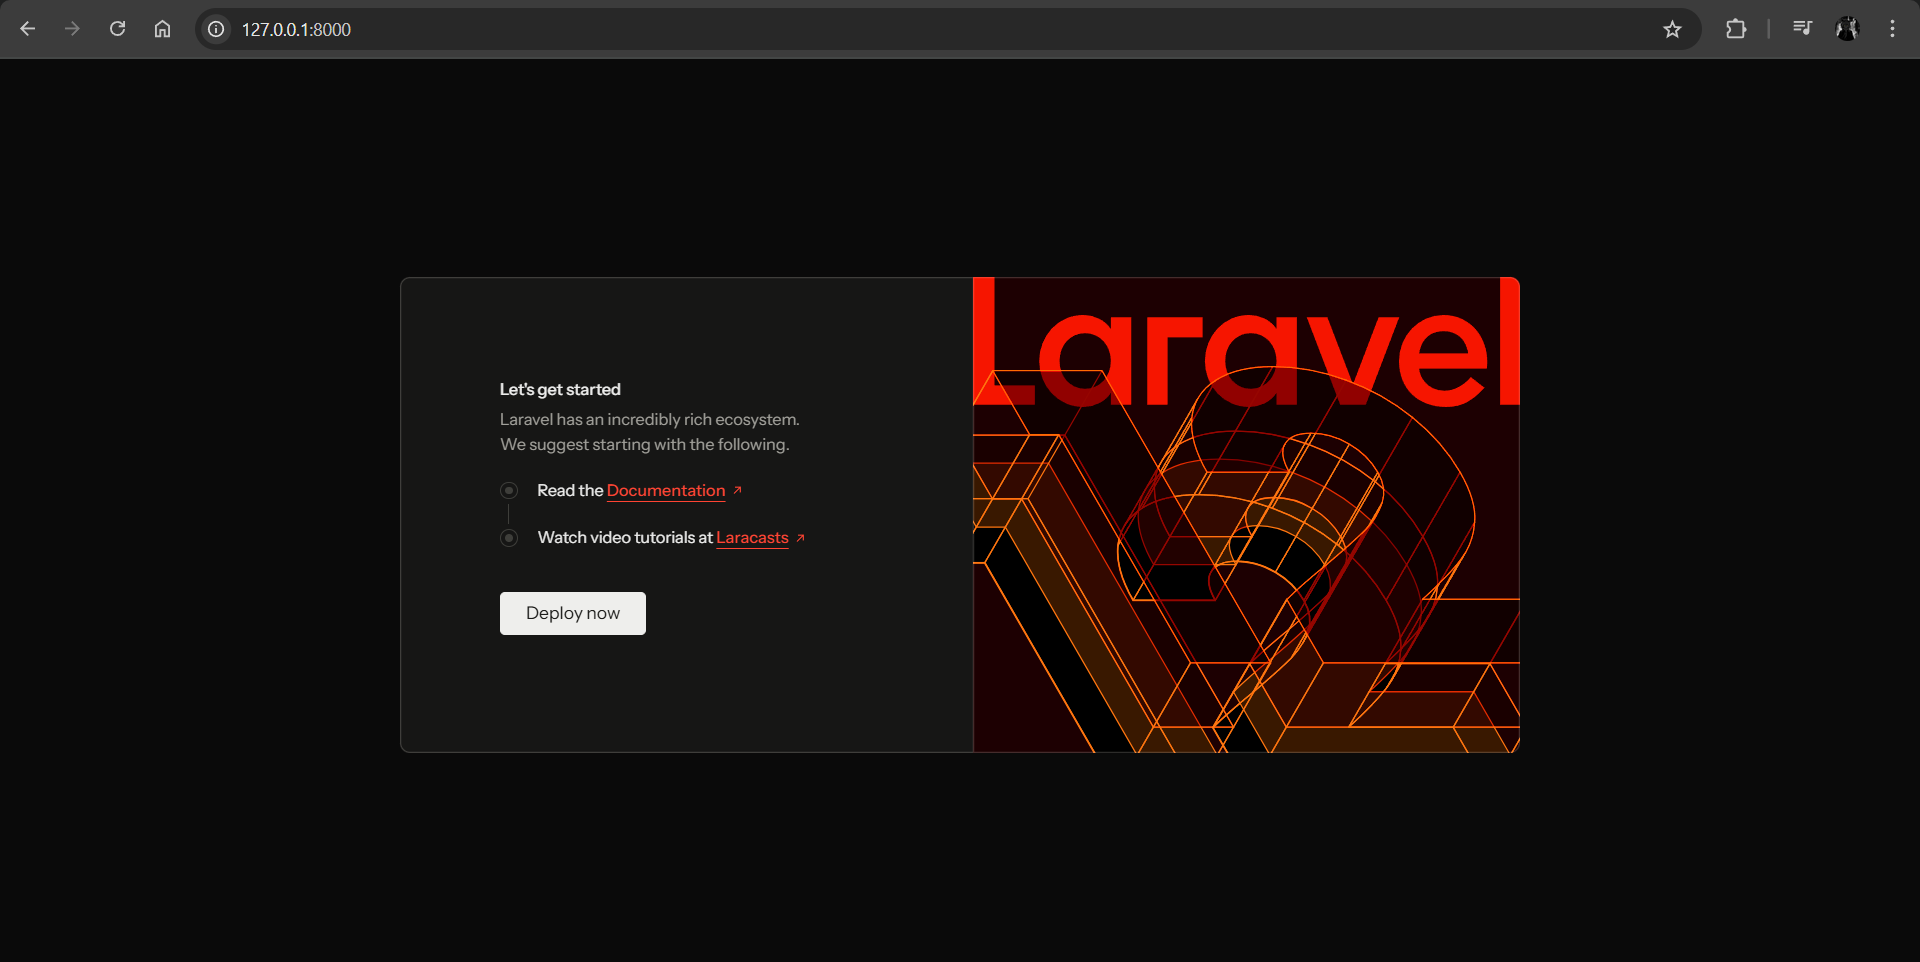 127.0.0.1:8000
Laravel
Let's get started
Laravel has an incredibly rich ecosystem.
We suggest starting with the following.
Read the Documentation
Watch video tutorials at Laracasts
Deploy now